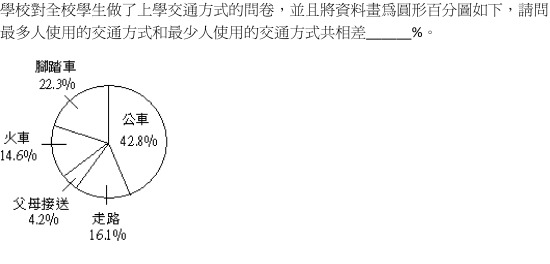 學校對全校學生做了上學交通方式的問卷，並且將資料畫爲圓形百分圖如下，請問
最多人使用的交通方式和最少人使用的交通方式共相差______%。
腳踏車
22.3%
公車
42.8%
火車
14.6%
父母接送
4.2%
走路
16.1%